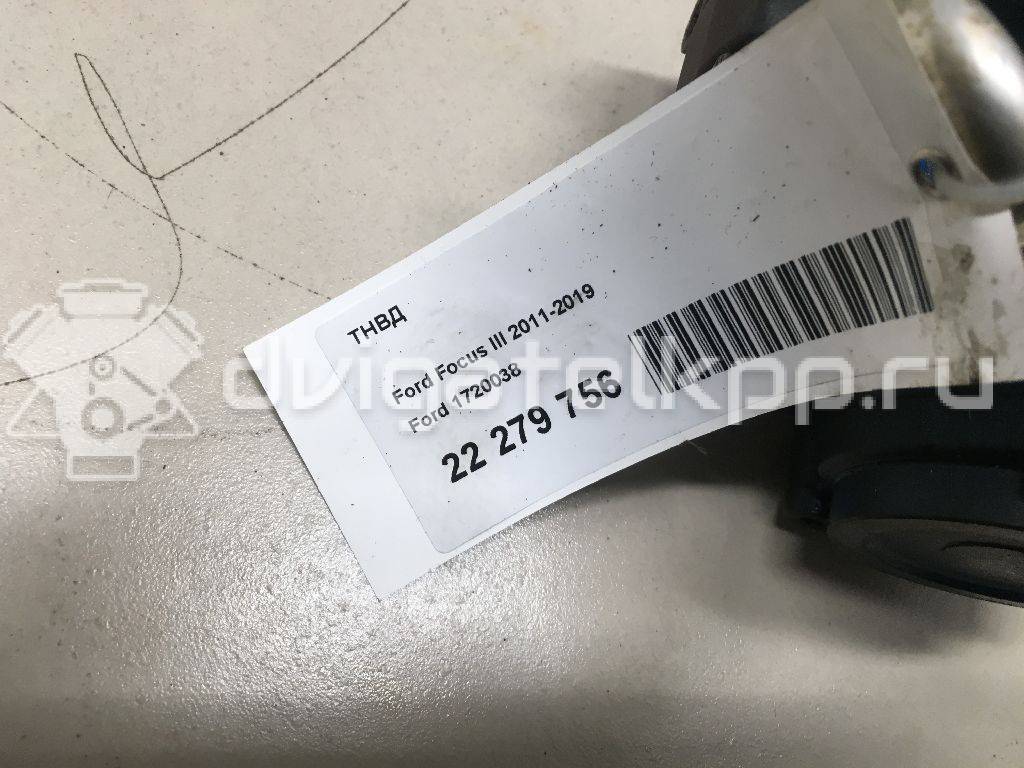 ТНВД
Ford Focus III 2011-2019
Ford 1720038
22 279 756
dvigatelkpp.ru